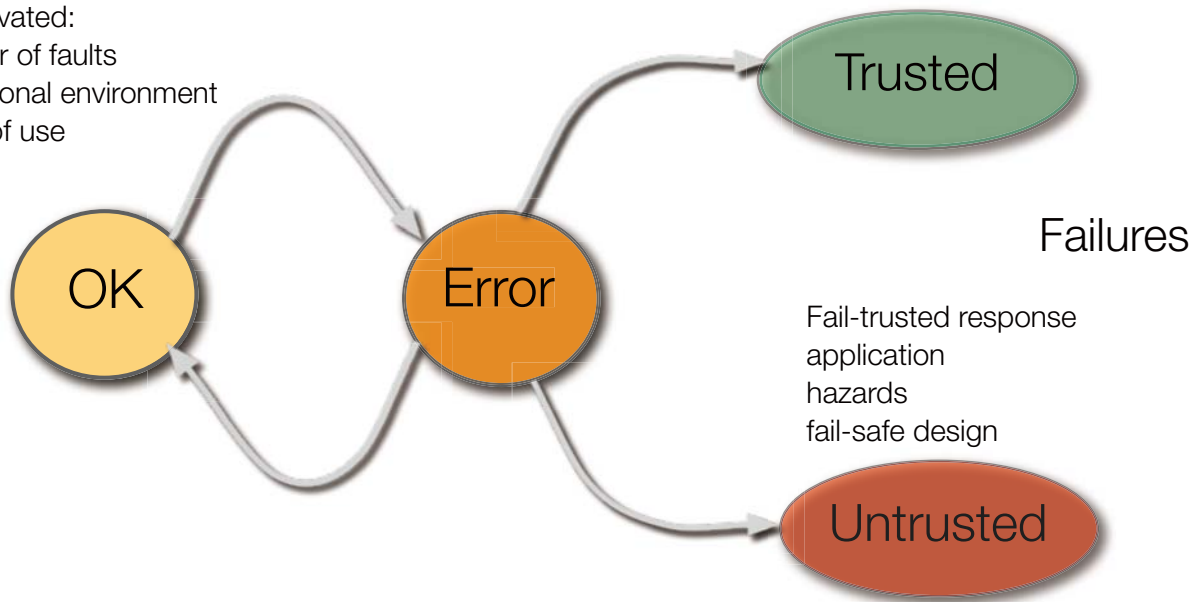 vated:
r of faults
onal environment
of use
Trusted
OK
Error
Failures
Fail-trusted response
application
hazards
fail-safe design
Untrusted